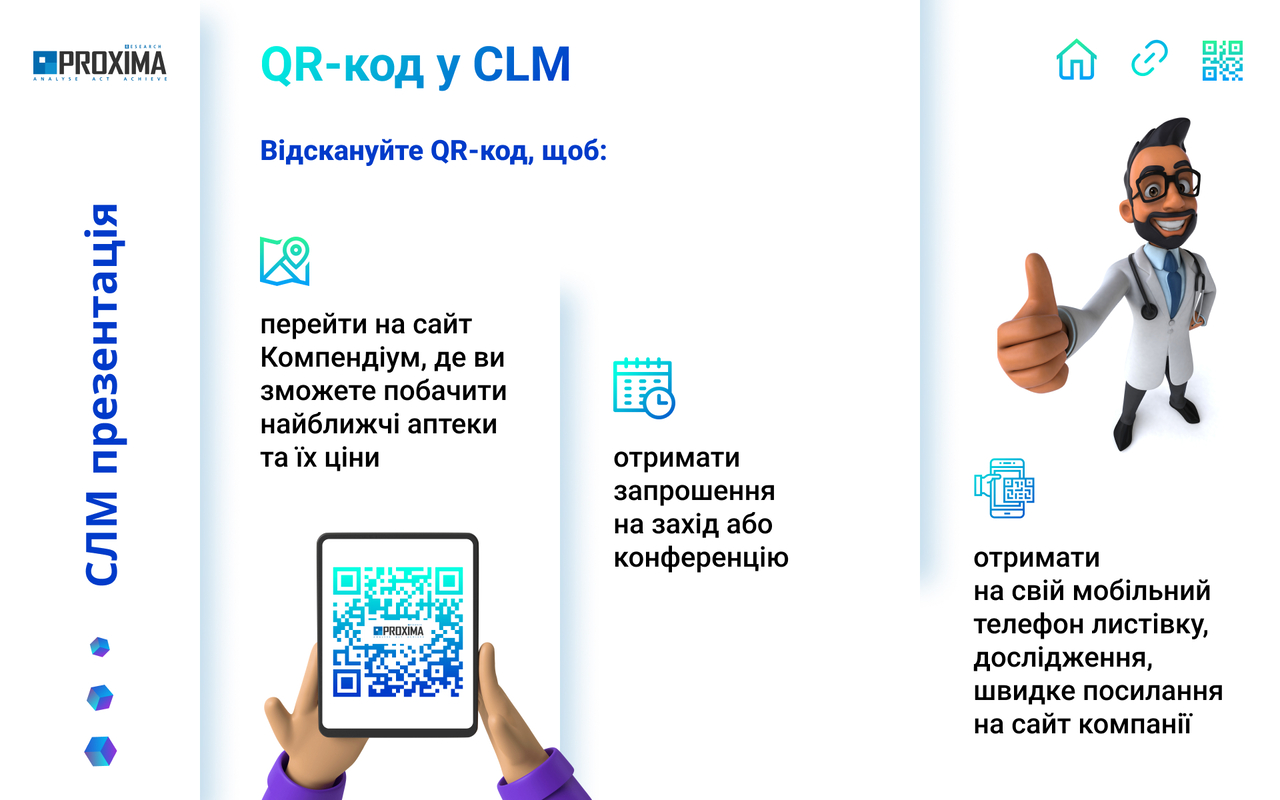 RESEARCH
PROXIMA
ANALYSE ACT ACHIEVE
СЛМ презентація
QR-код у CLM
Відскануйте QR-код, щоб:
перейти на сайт
Компендіум, де ви
зможете побачити
найближчі аптеки
та їх ціни
PROXIMA
отримати
запрошення
на захід або
конференцію
отримати
на свій мобільний
телефон листівку,
дослідження,
швидке посилання
на сайт компанії